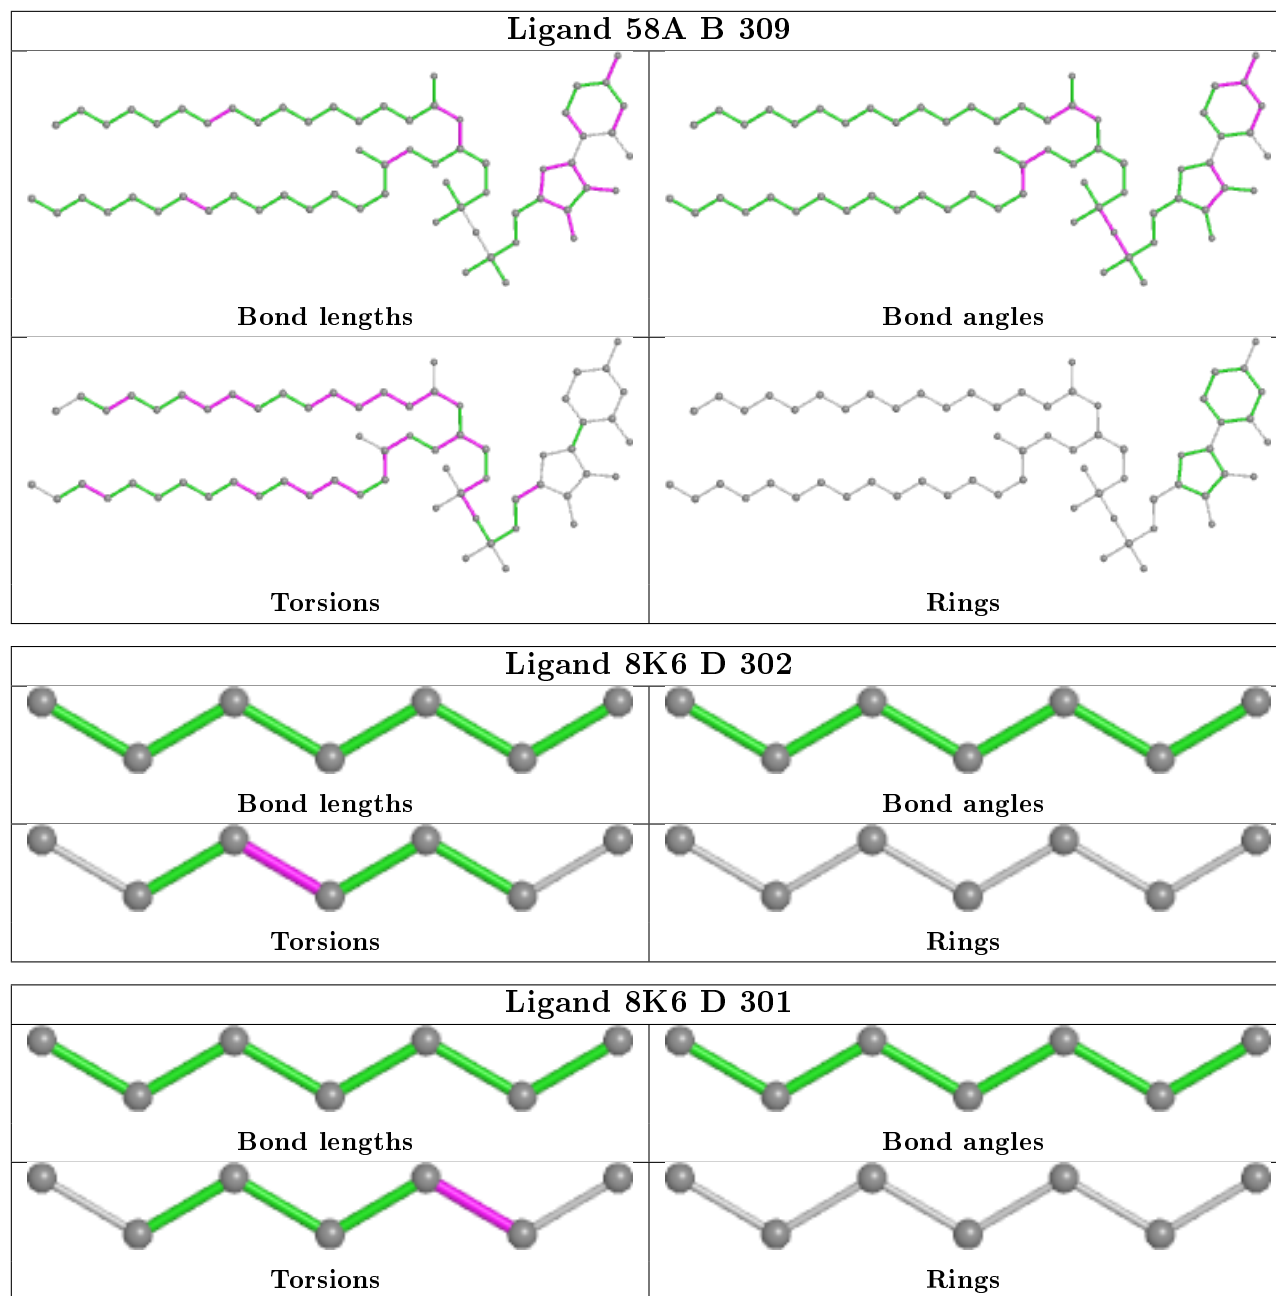 Ligand 58A B 309
Bond lengths
Bond angles
Torsions
Rings
Ligand 8K6 D 302
Bond lengths
Bond angles
Torsions
Rings
Ligand 8K6 D 301
Bond lengths
Bond angles
Torsions
Rings